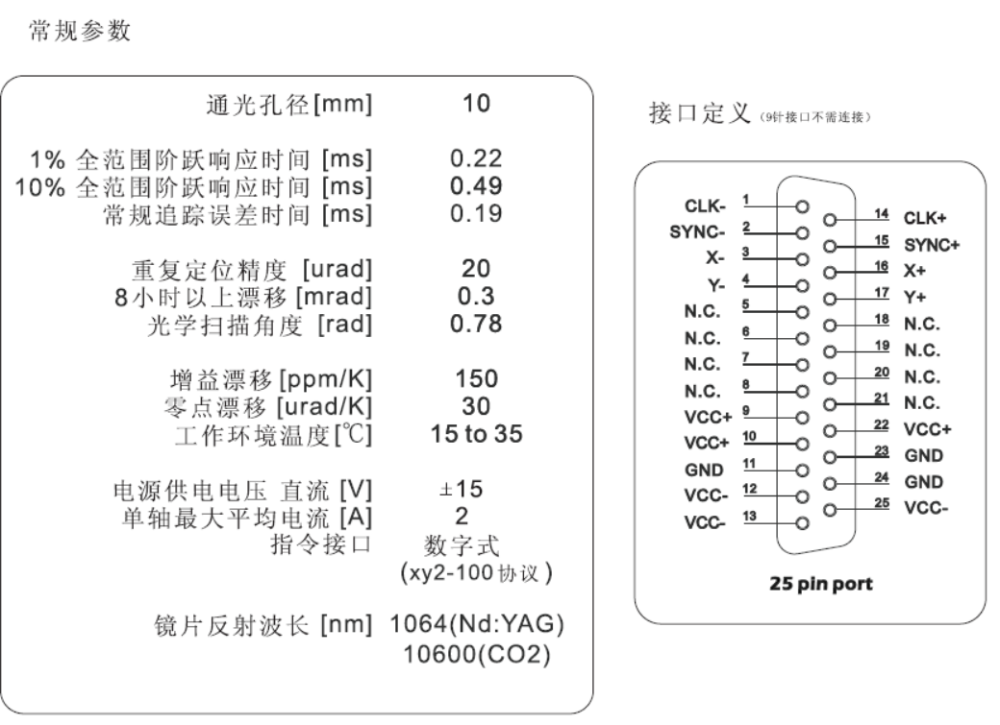 常规参数
通光孔径[mm] 10
1% 全范围阶跃响应时间 [ms] 0.22
10% 全范围阶跃响应时间 [ms] 0.49
常规追踪误差时间 [ms] 0.19
重复定位精度 [urad] 20
8小时以上漂移 [mrad] 0.3
光学扫描角度 [rad] 0.78
增益漂移 [ppm/K] 150
零点漂移 [urad/K] 30
工作环境温度[℃] 15 to 35
电源供电电压 直流 [V] ±15
单轴最大平均电流 [A] 2
指令接口 数字式
(xy2-100协议)
镜片反射波长 [nm] 1064(Nd:YAG)
10600(CO2)
接口定义(9针接口不需连接)
CLK- 1
14 CLK+
SYNC- 2
15 SYNC+
X- 3
16 X+
Y- 4
17 Y+
N.C. 5
18 N.C.
N.C. 6
19 N.C.
N.C. 7
20 N.C.
N.C. 8
21 N.C.
VCC+ 9
22 VCC+
VCC+ 10
23 GND
GND 11
24 GND
VCC- 12
25 VCC-
VCC- 13
25 pin port